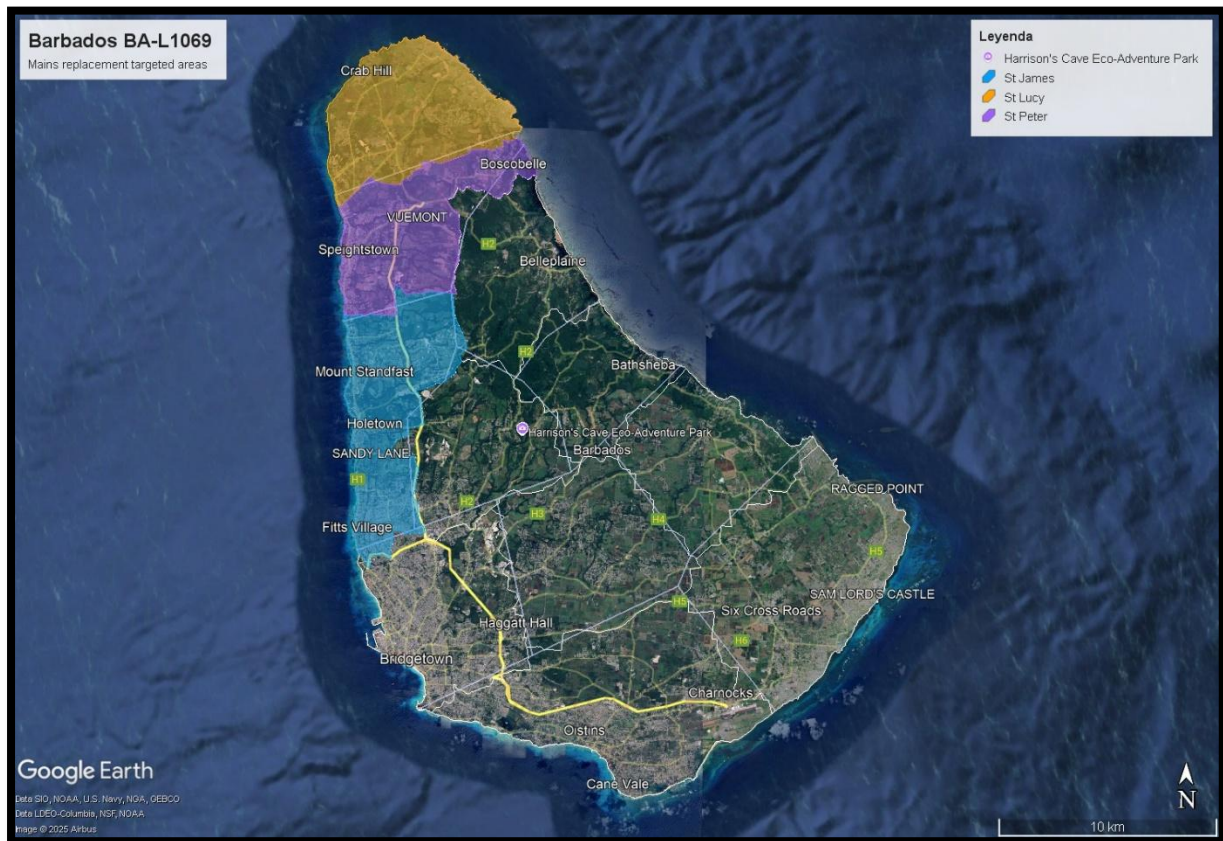 Barbados BA-L1069
Mains replacement targeted areas
Leyenda
Harrison's Cave Eco-Adventure Park
St James
St Lucy
St Peter
Crab Hill
Boscobelle
VUEMONT
H2
Speightstown
Belleplaine
H2
Bathsheba
Mount Standfast
Holetown
Harrison's Cave Eco-Adventure Park
Barbados
SANDY LANE
H1
RAGGED POINT
H2
H3
H4
Fitts Village
H5
SAM LORD'S CASTLE
H5
Six Cross Roads
Haggatt Hall
H6
Bridgetown
Charnocks
Oistins
Cane Vale
Google Earth
Data SIO, NOAA, U.S. Navy, NGA, GEBCO
Data LDEO-Columbia, NSF, NOAA
Image © 2025 Airbus
N
10 km